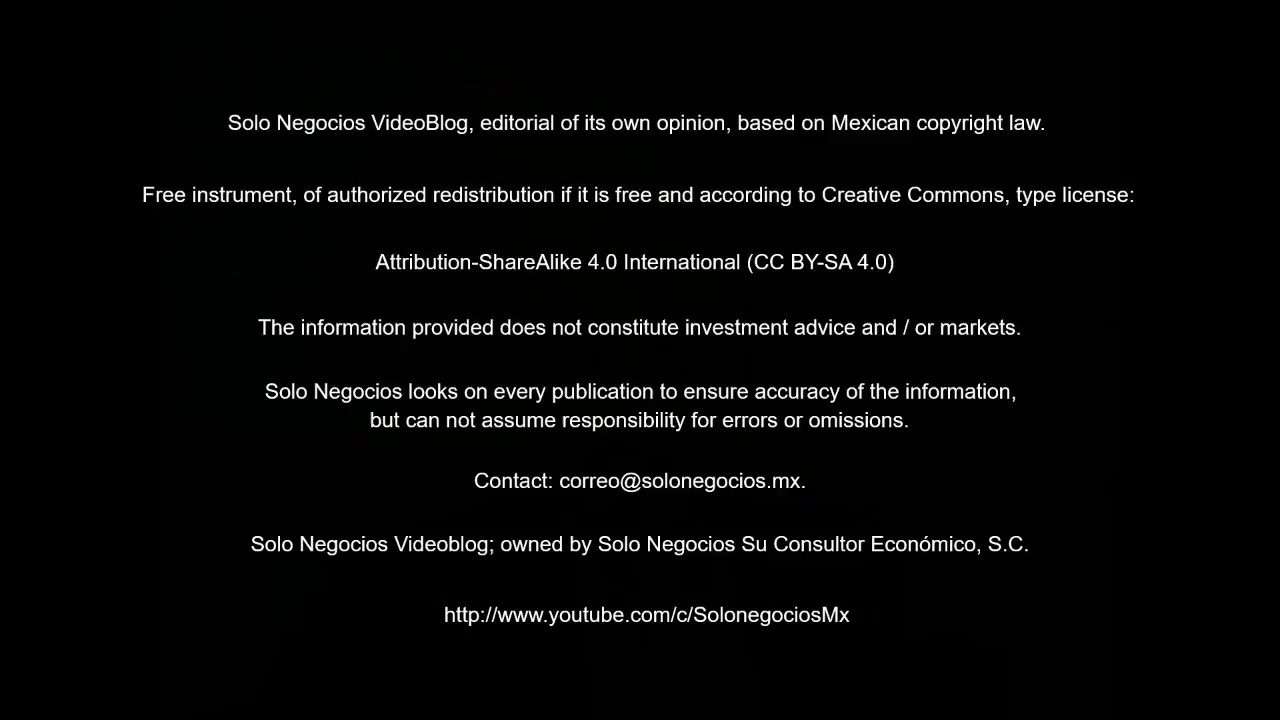 Solo Negocios VideoBlog, editorial of its own opinion, based on Mexican copyright law.
Free instrument, of authorized redistribution if it is free and according to Creative Commons, type license:
Attribution-ShareAlike 4.0 International (CC BY-SA 4.0)
The information provided does not constitute investment advice and / or markets.
Solo Negocios looks on every publication to ensure accuracy of the information,
but can not assume responsibility for errors or omissions.
Contact: correo@solonegocios.mx.
Solo Negocios Videoblog; owned by Solo Negocios Su Consultor Económico, S.C.
http://www.youtube.com/c/SolonegociosMx